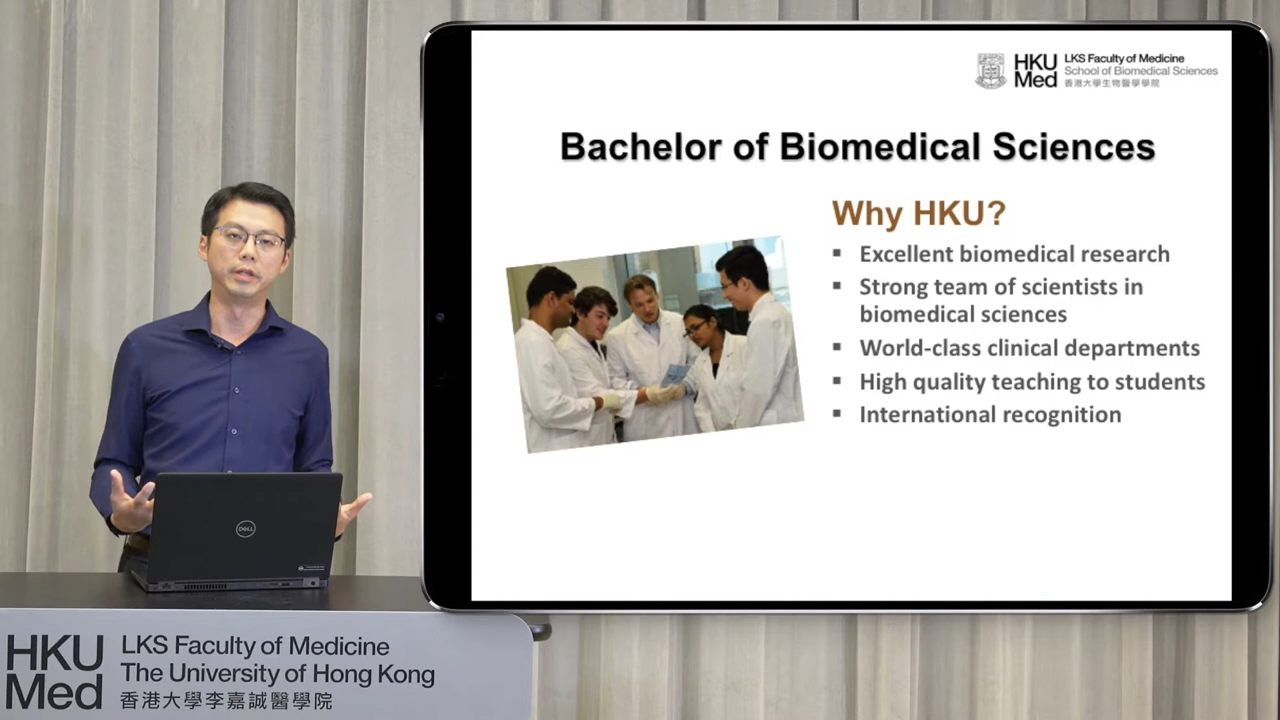 HKU
Med
LKS Faculty of Medicine
School of Biomedical Sciences
香港大學生物醫學學院
Bachelor of Biomedical Sciences
Why HKU?
▪ Excellent biomedical research
▪ Strong team of scientists in
biomedical sciences
▪ World-class clinical departments
▪ High quality teaching to students
▪ International recognition
DELL
HKU
Med
LKS Faculty of Medicine
The University of Hong Kong
香港大學李嘉誠醫學院